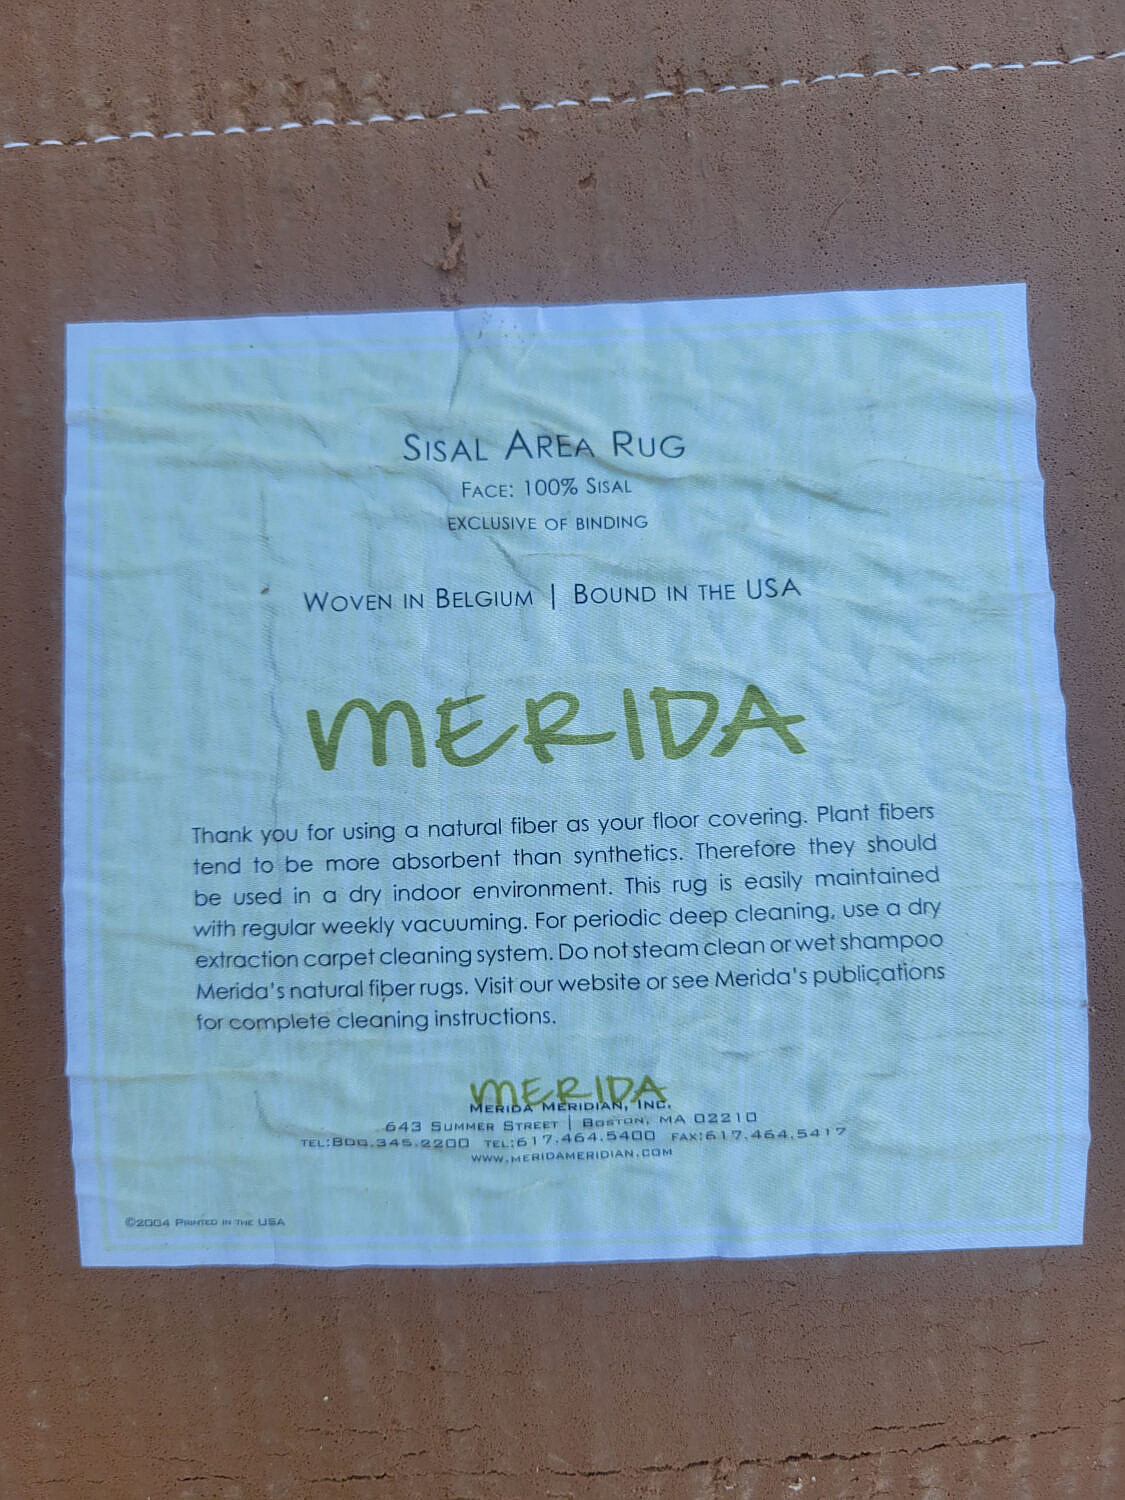 SISAL AREA RUG
FACE: 100% SISAL
EXCLUSIVE OF BINDING
WOVEN IN BELGIUM | BOUND IN THE USA
MERIDA
Thank you for using a natural fiber as your floor covering. Plant fibers
tend to be more absorbent than synthetics. Therefore they should
be used in a dry indoor environment. This rug is easily maintained
with regular weekly vacuuming. For periodic deep cleaning, use a dry
extraction carpet cleaning system. Do not steam clean or wet shampoo
Merida's natural fiber rugs. Visit our website or see Merida's publications
for complete cleaning instructions.
MERIDA
MERIDA MERIDIAN, INC.
643 SUMMER STREET | BOSTON, MA 02210
TEL:800.345.2200 TEL:617.464.5400 FAX:617.464.5417
WWW.MERIDAMERIDIAN.COM
©2004 PRINTED IN THE USA